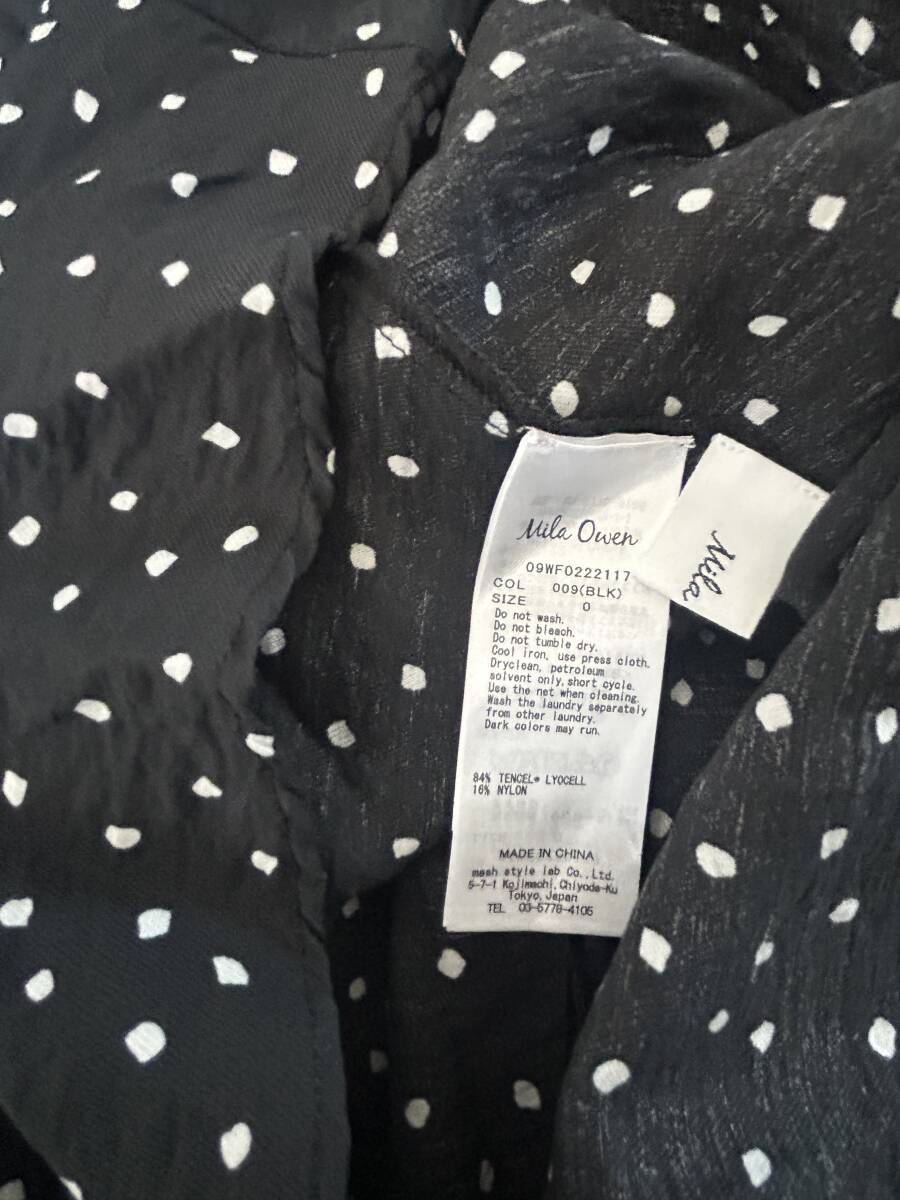 Mila Owen
09WF0222117
COL 009(BLK)
SIZE 0
Do not wash.
Do not bleach.
Do not tumble dry.
Cool iron, use press cloth.
Dryclean, petroleum
solvent only, short cycle.
Use the net when cleaning.
Wash the laundry separately
from other laundry.
Dark colors may run.
84% TENCEL® LYOCELL
16% NYLON
MADE IN CHINA
mash style lab Co.,Ltd.
5-7-1 Kojimachi, Chiyoda-Ku
Tokyo, Japan
TEL 03-5778-4105
Mila